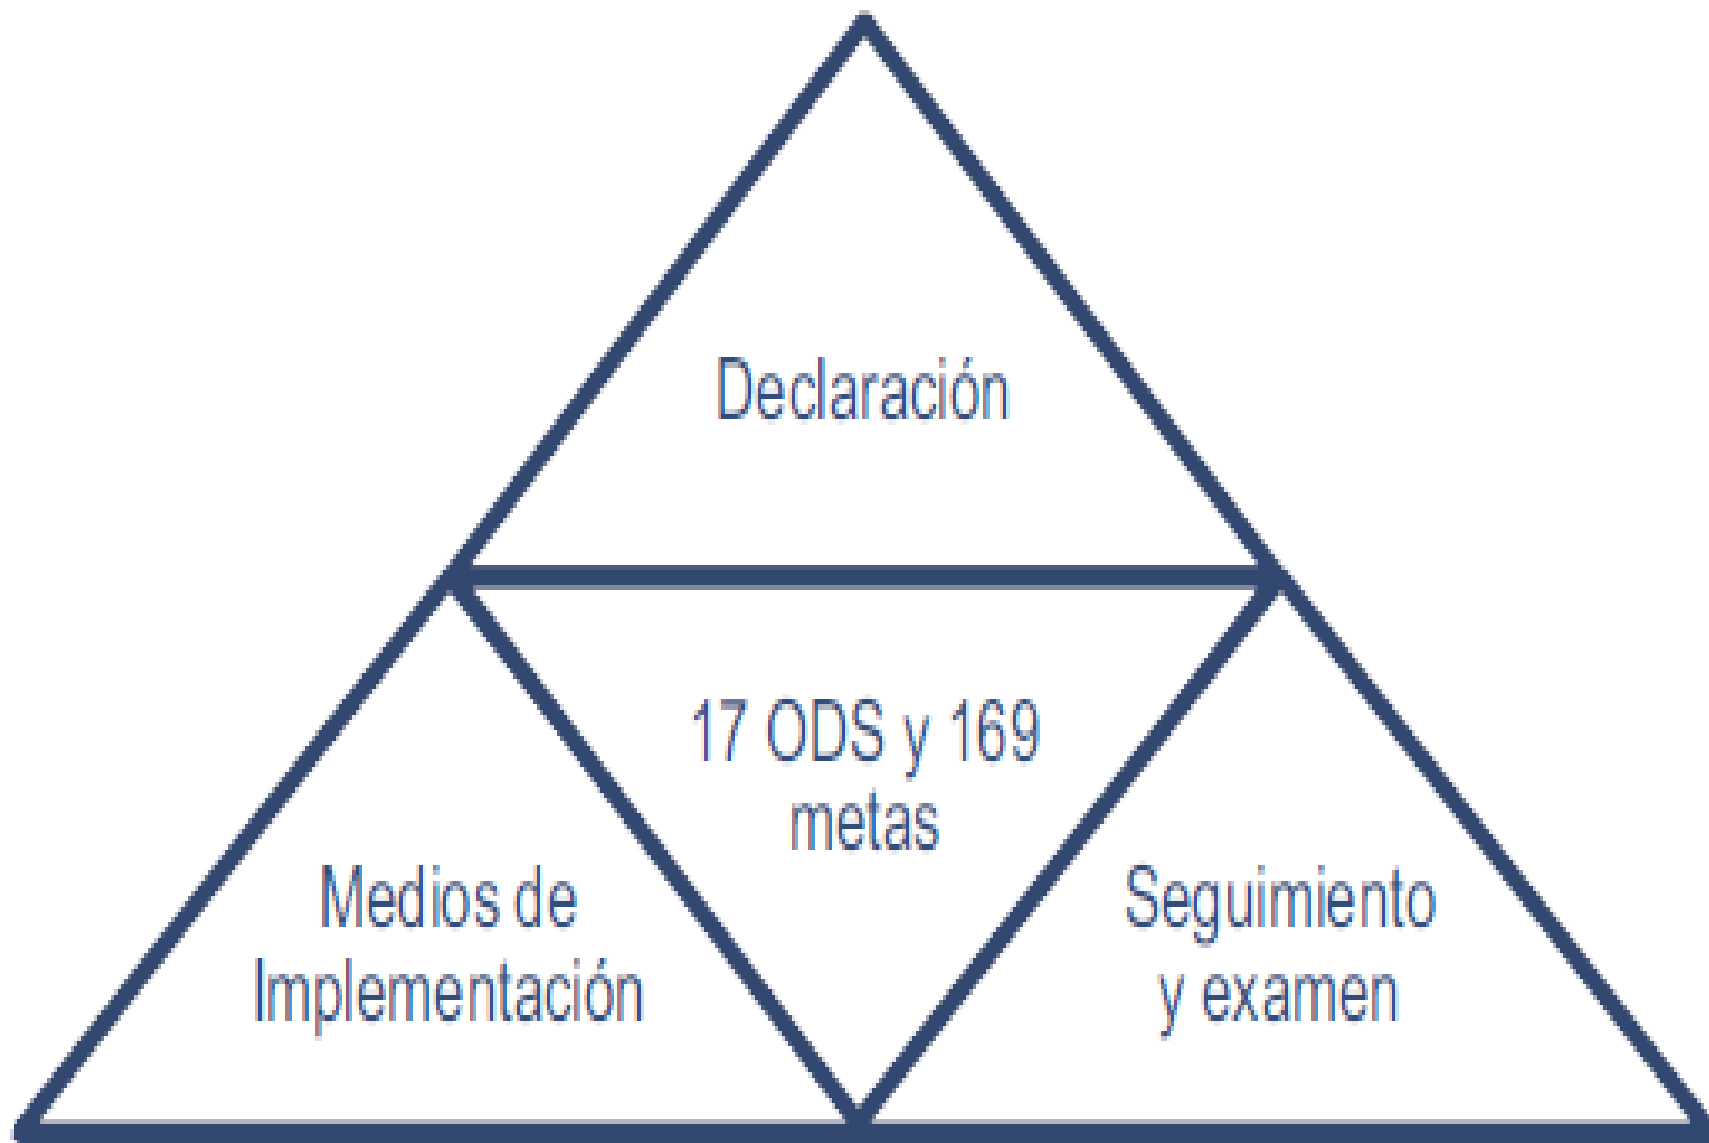 Declaración
17 ODS y 169
metas
Medios de
Implementación
Seguimiento
y examen